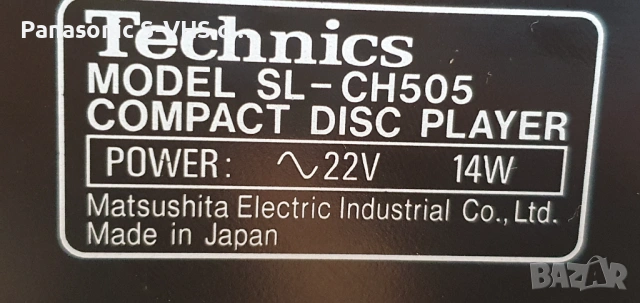 Panasonic S-VHS.d..
Technics
MODEL SL-CH505
COMPACT DISC PLAYER
POWER: ∿22V 14W
Matsushita Electric Industrial Co., Ltd.
Made in Japan
BAZAR